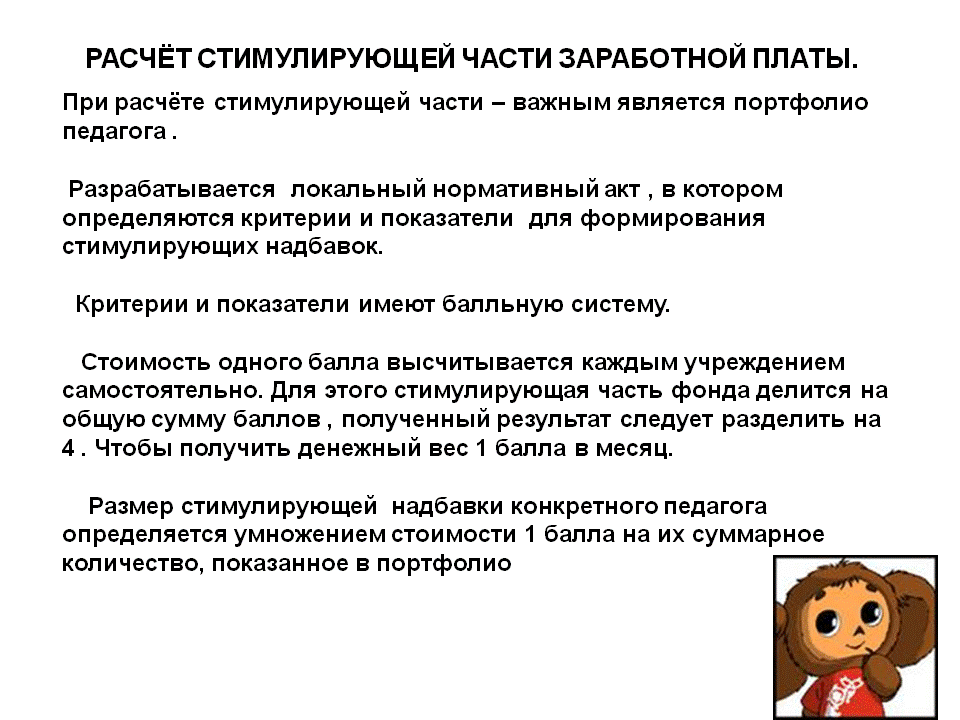 РАСЧЁТ СТИМУЛИРУЮЩЕЙ ЧАСТИ ЗАРАБОТНОЙ ПЛАТЫ.
При расчёте стимулирующей части – важным является портфолио
педагога .
Разрабатывается локальный нормативный акт , в котором
определяются критерии и показатели для формирования
стимулирующих надбавок.
Критерии и показатели имеют балльную систему.
Стоимость одного балла высчитывается каждым учреждением
самостоятельно. Для этого стимулирующая часть фонда делится на
общую сумму баллов , полученный результат следует разделить на
4 . Чтобы получить денежный вес 1 балла в месяц.
Размер стимулирующей надбавки конкретного педагога
определяется умножением стоимости 1 балла на их суммарное
количество, показанное в портфолио